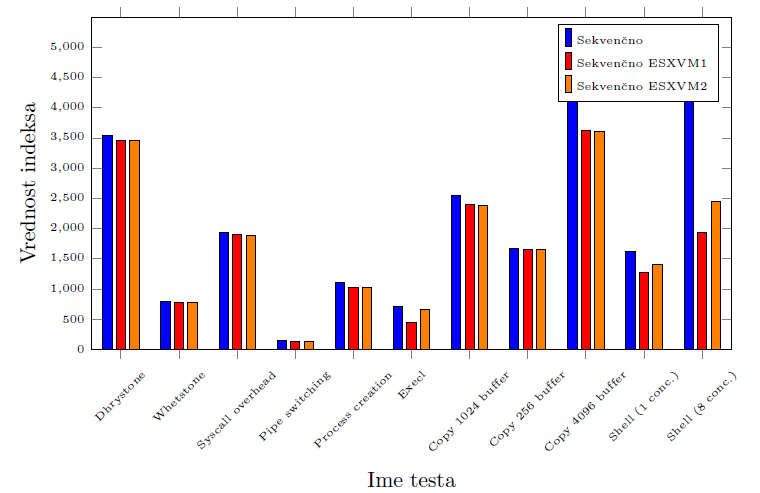 Sekvenčno
Sekvenčno ESXVM1
Sekvenčno ESXVM2
5,000
4,500
4,000
3,500
3,000
2,500
2,000
1,500
1,000
500
0
Vrednost indeksa
Dhrystone
Whetstone
Syscall overhead
Pipe switching
Process creation
Execl
Copy 1024 buffer
Copy 256 buffer
Copy 4096 buffer
Shell (1 conc.)
Shell (8 conc.)
Ime testa